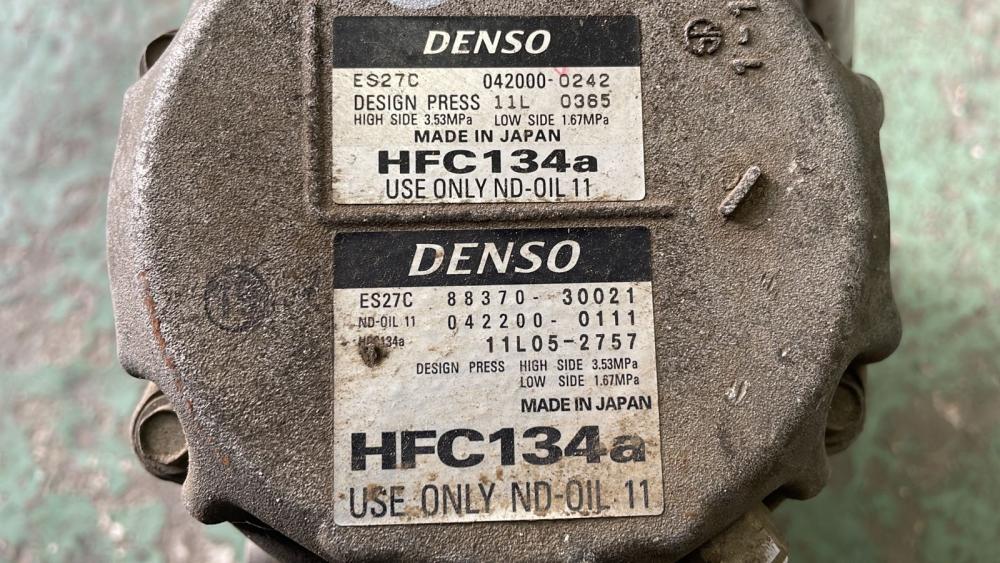 DENSO
ES27C 042000-0242
DESIGN PRESS 11L 0365
HIGH SIDE 3.53MPa LOW SIDE 1.67MPa
MADE IN JAPAN
HFC134a
USE ONLY ND-OIL 11
DENSO
ES27C 88370-30021
ND-OIL 11 042200-0111
HFC134a 11L05-2757
DESIGN PRESS HIGH SIDE 3.53MPa
LOW SIDE 1.67MPa
MADE IN JAPAN
HFC134a
USE ONLY ND-OIL 11